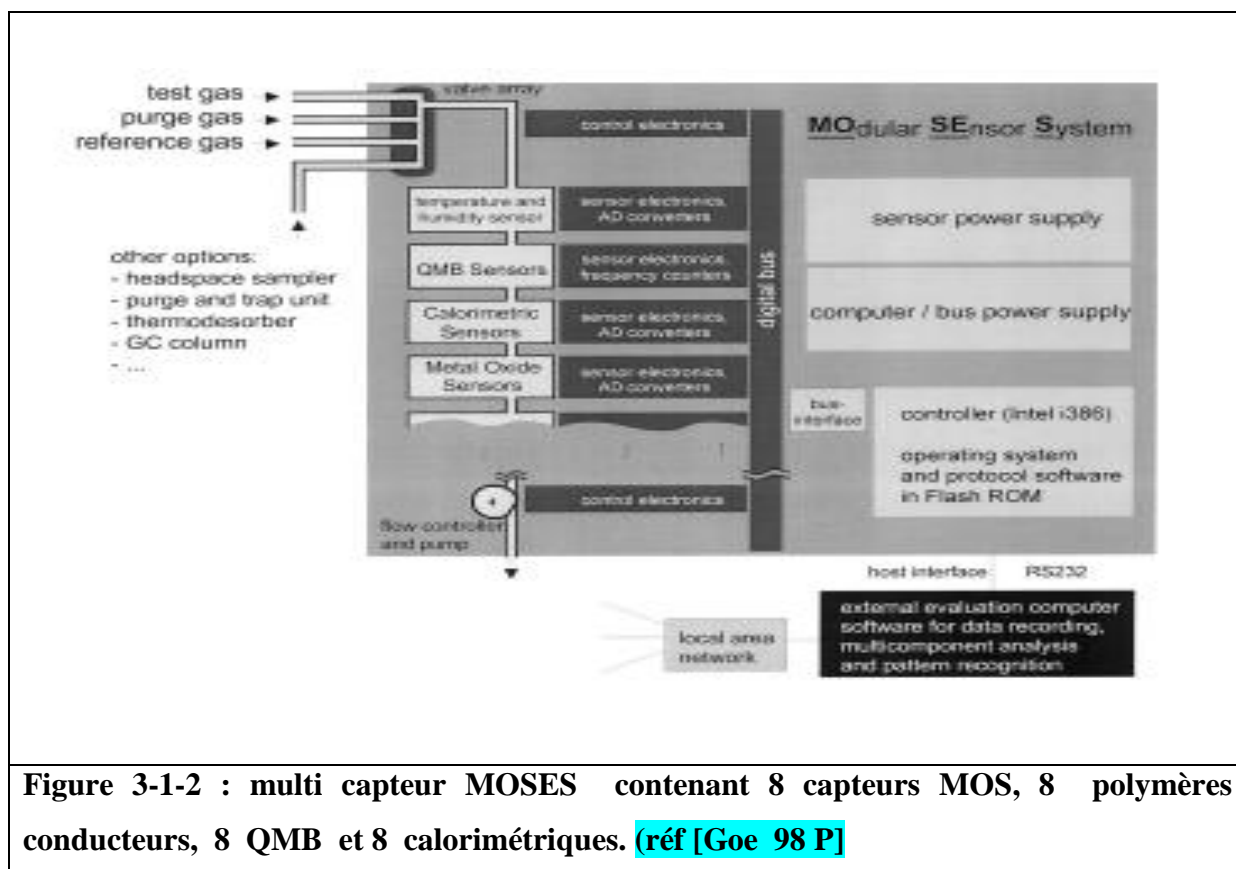 test gas
purge gas
reference gas
valve array
control electronics
MOdular SEnsor System
temperature and
humidity sensor
sensor electronics,
AD converters
sensor power supply
other options:
- headspace sampler
- purge and trap unit
- thermodesorber
- GC column
- ...
QMB Sensors
sensor electronics,
frequency counters
digital bus
Calorimetric
Sensors
sensor electronics,
AD converters
computer / bus power supply
Metal Oxide
Sensors
sensor electronics,
AD converters
bus-
interface
controller (Intel i386)
operating system
and protocol software
in Flash ROM
control electronics
flow controller
and pump
host interface
RS232
local area
network
external evaluation computer
software for data recording,
multicomponent analysis
and pattern recognition
Figure 3-1-2 : multi capteur MOSES contenant 8 capteurs MOS, 8 polymères
conducteurs, 8 QMB et 8 calorimétriques. (réf [Goe 98 P]